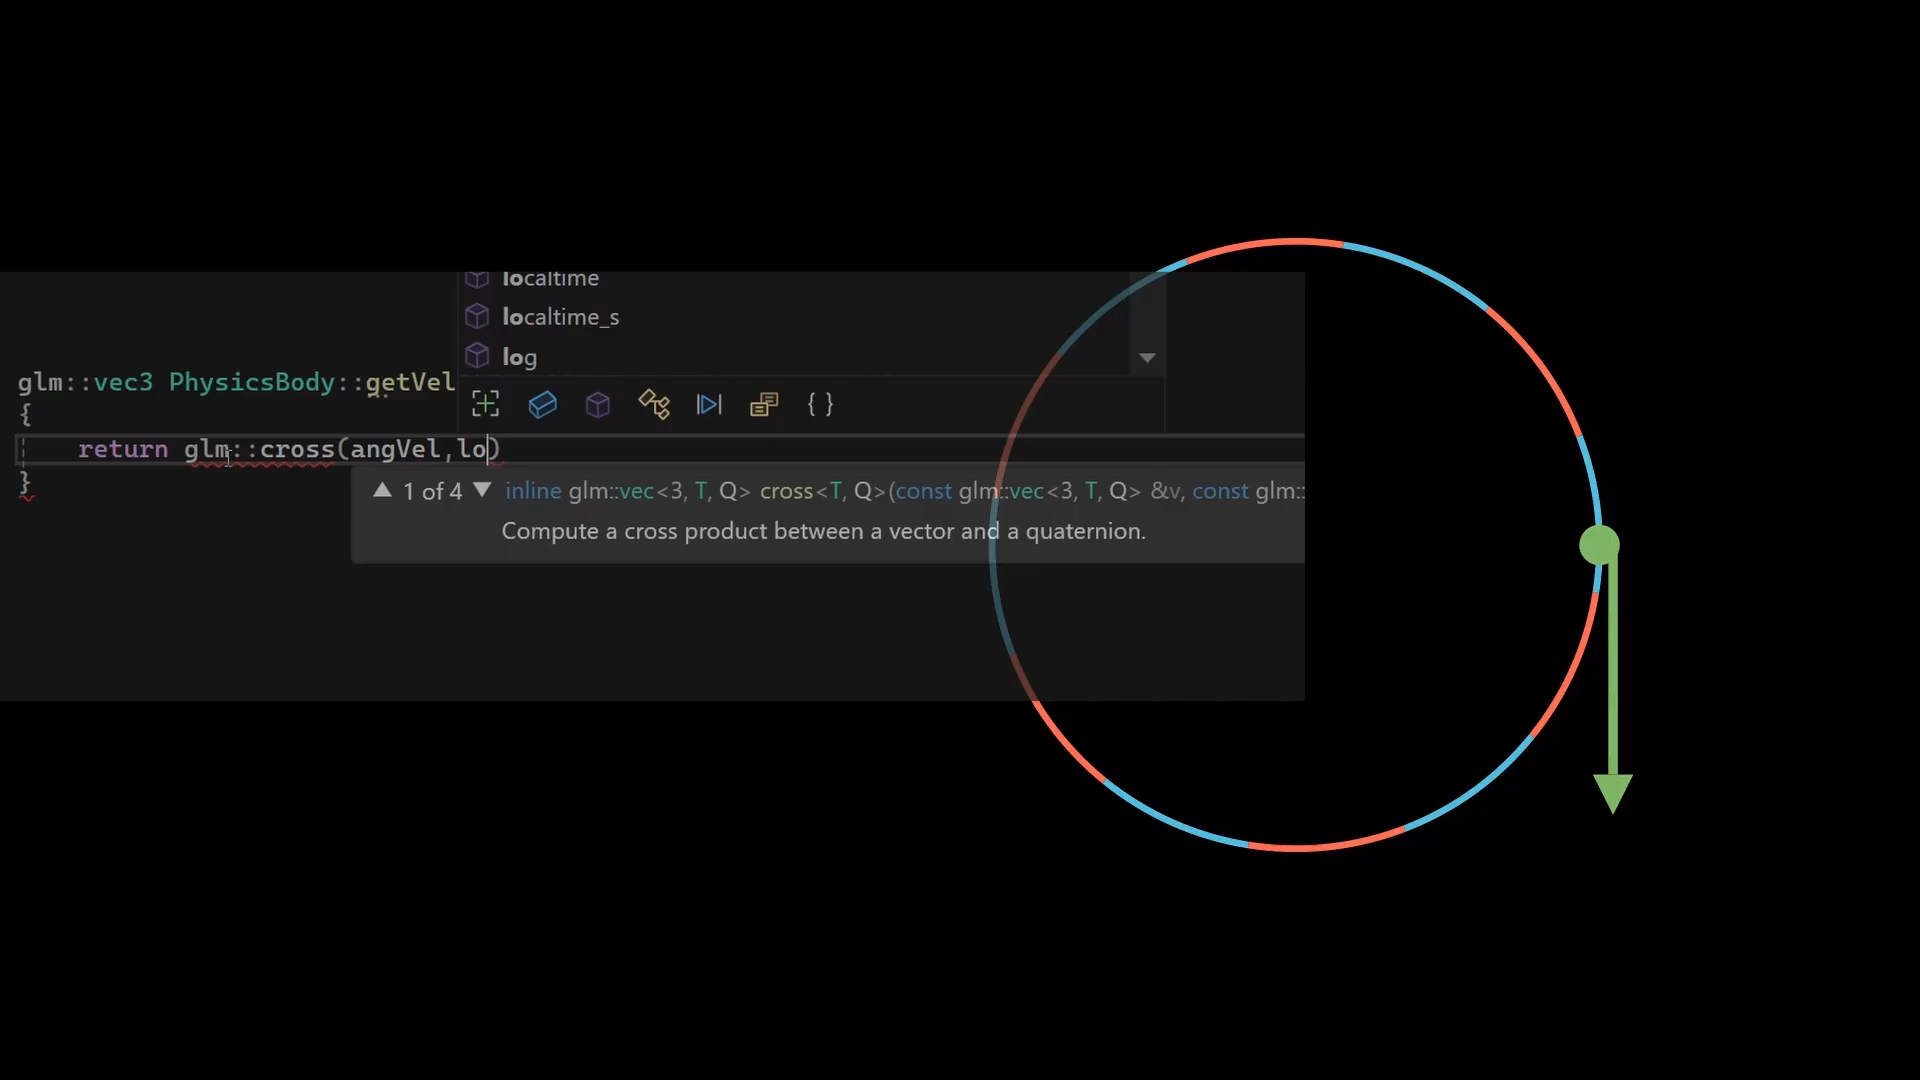 localtime
localtime_s
log
glm::vec3 PhysicsBody::getVel
{
return glm::cross(angVel,lo)
}
▲ 1 of 4 ▼ inline glm::vec<3, T, Q> cross<T, Q>(const glm::vec<3, T, Q> &v, const glm::
Compute a cross product between a vector and a quaternion.